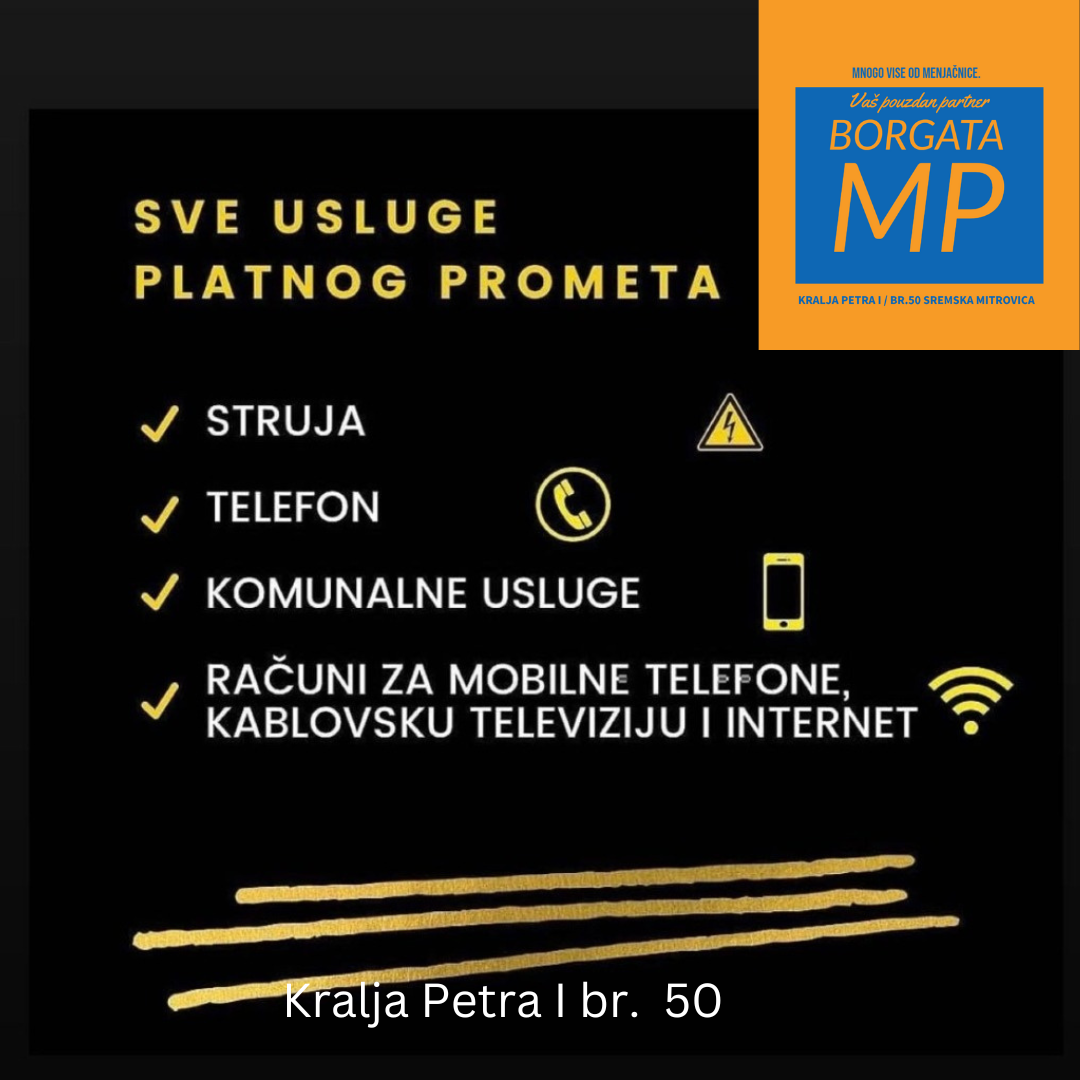 MNOGO VISE OD MENJAČNICE.
Vaš pouzdan partner
BORGATA
MP
KRALJA PETRA I / BR.50 SREMSKA MITROVICA
SVE USLUGE
PLATNOG PROMETA
STRUJA
TELEFON
KOMUNALNE USLUGE
RAČUNI ZA MOBILNE TELEFONE,
KABLOVSKU TELEVIZIJU I INTERNET
Kralja Petra I br. 50